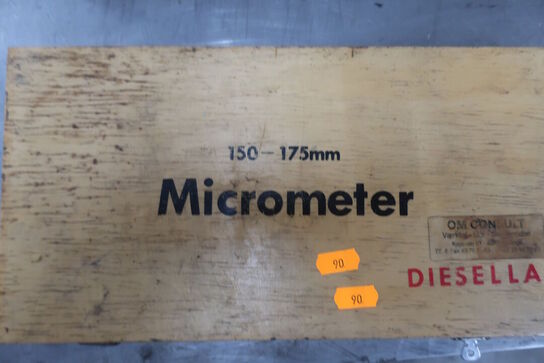 150-175mm
Micrometer
OM CONSULT
DIESELLA
90
90